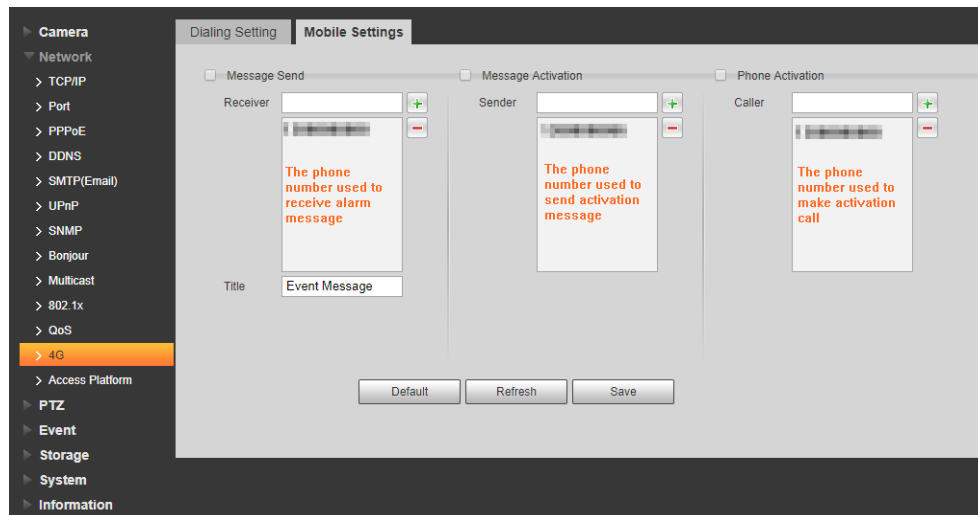 Camera
Network
TCP/IP
Port
PPPoE
DDNS
SMTP(Email)
UPnP
SNMP
Bonjour
Multicast
802.1x
QoS
4G
Access Platform
PTZ
Event
Storage
System
Information
Dialing Setting
Mobile Settings
Message Send
Receiver
The phone
number used to
receive alarm
message
Title
Event Message
Message Activation
Sender
The phone
number used to
send activation
message
Phone Activation
Caller
The phone
number used to
make activation
call
Default
Refresh
Save